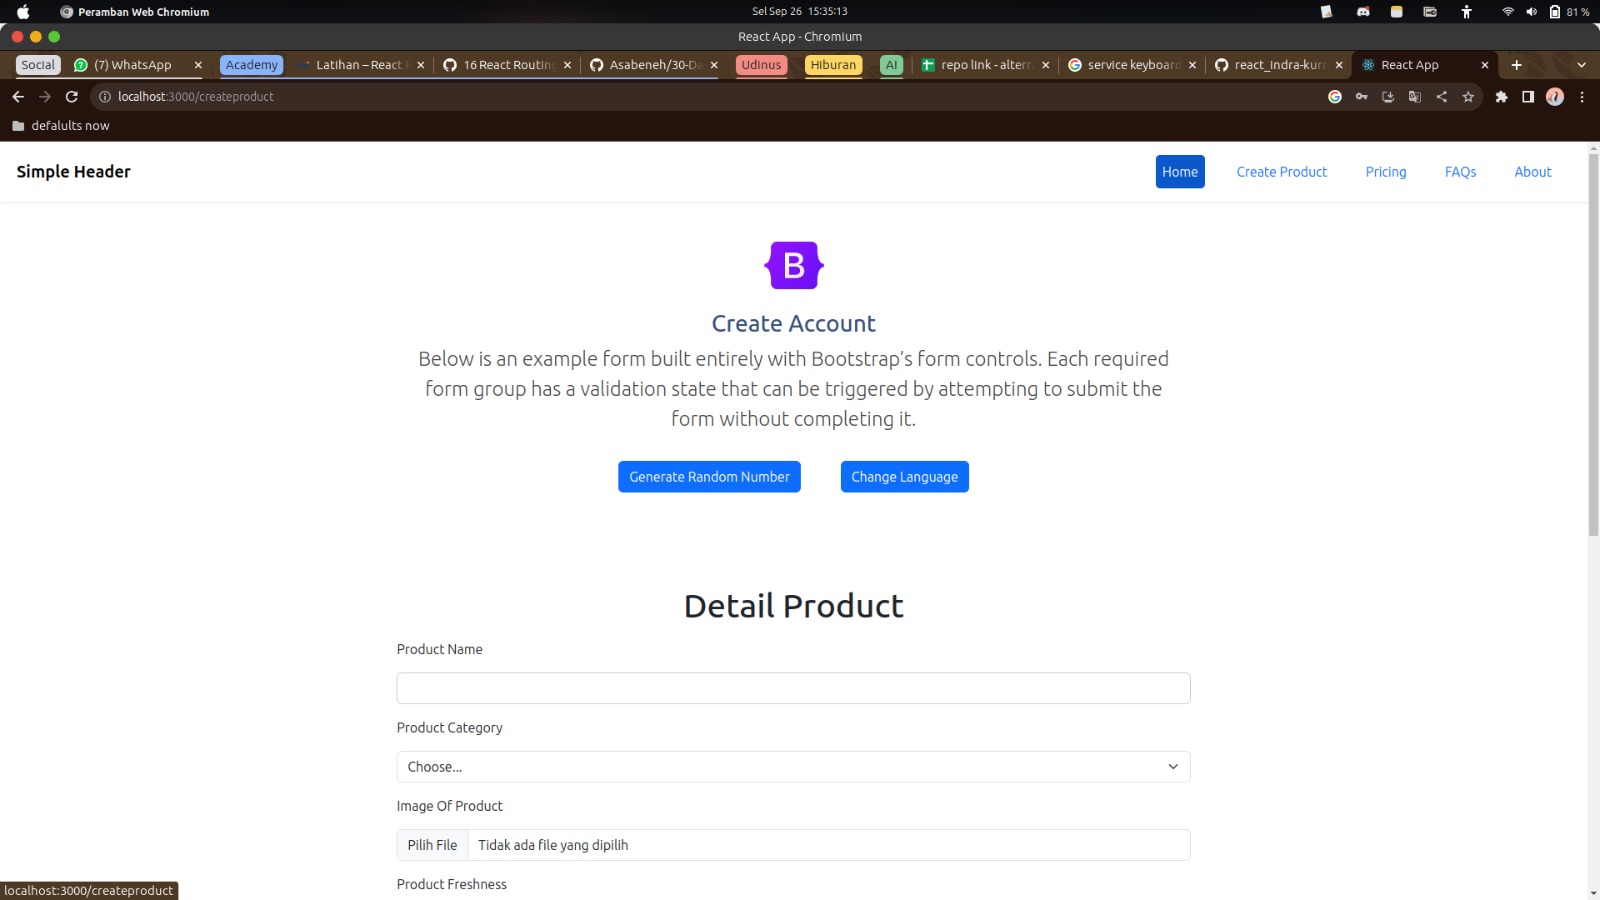 Peramban Web Chromium
Sel Sep 26 15:35:13
81 %
React App - Chromium
Social
(7) WhatsApp
Academy
Latihan – React
16 React Routing
Asabeneh/30-Da
Udinus
Hiburan
AI
repo link - alterra
service keyboard
react_Indra-kurn
React App
localhost:3000/createproduct
defalults now
Simple Header
Home
Create Product
Pricing
FAQs
About
B
Create Account
Below is an example form built entirely with Bootstrap’s form controls. Each required
form group has a validation state that can be triggered by attempting to submit the
form without completing it.
Generate Random Number
Change Language
Detail Product
Product Name
Product Category
Choose...
Image Of Product
Pilih File
Tidak ada file yang dipilih
Product Freshness
localhost:3000/createproduct